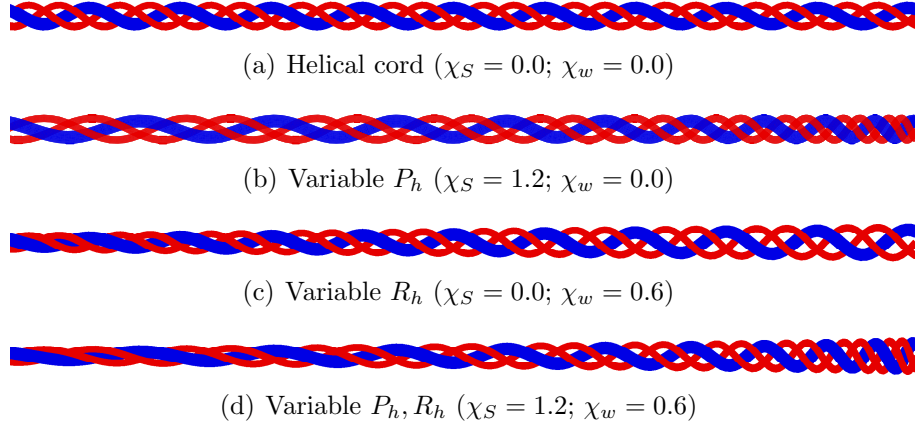 (a) Helical cord (χ_S = 0.0; χ_w = 0.0)
(b) Variable P_h (χ_S = 1.2; χ_w = 0.0)
(c) Variable R_h (χ_S = 0.0; χ_w = 0.6)
(d) Variable P_h, R_h (χ_S = 1.2; χ_w = 0.6)